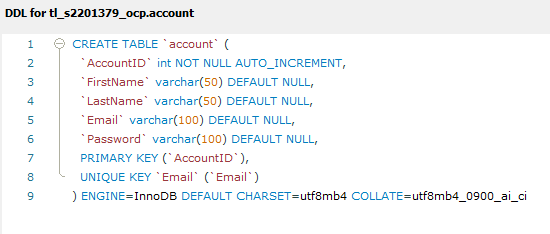 DDL for tl_s2201379_ocp.account
1 CREATE TABLE `account` (
2 `AccountID` int NOT NULL AUTO_INCREMENT,
3 `FirstName` varchar(50) DEFAULT NULL,
4 `LastName` varchar(50) DEFAULT NULL,
5 `Email` varchar(100) DEFAULT NULL,
6 `Password` varchar(100) DEFAULT NULL,
7 PRIMARY KEY (`AccountID`),
8 UNIQUE KEY `Email` (`Email`)
9 ) ENGINE=InnoDB DEFAULT CHARSET=utf8mb4 COLLATE=utf8mb4_0900_ai_ci